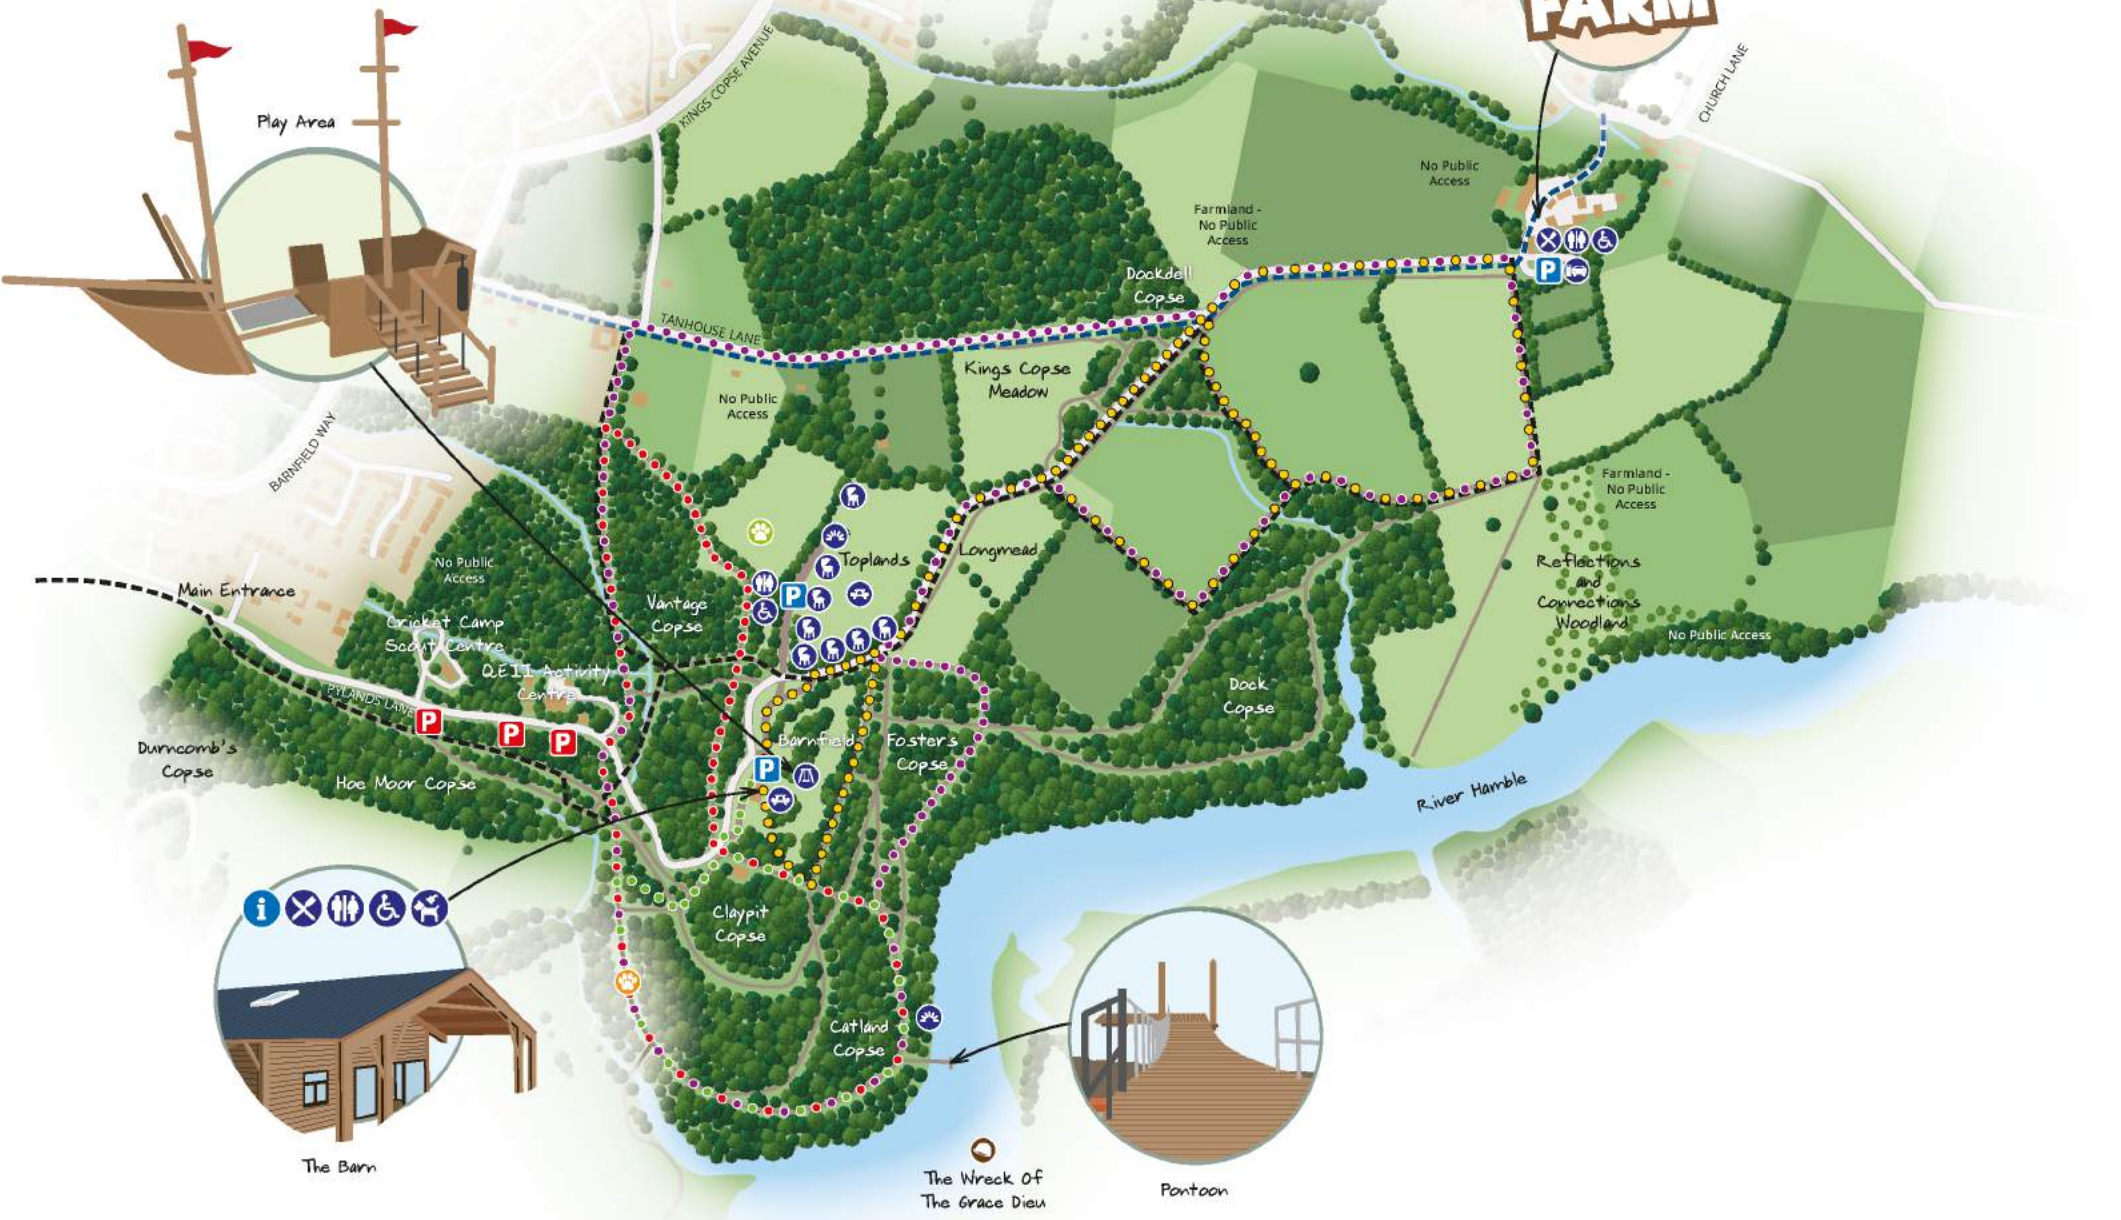 FARM
KINGS COPSE AVENUE
CHURCH LANE
Play Area
No Public
Access
Farmland -
No Public
Access
Dockdell
Copse
TANHOUSE LANE
Kings Copse
Meadow
No Public
Access
BARNFIELD WAY
Farmland -
No Public
Access
Toplands
Longmead
No Public
Access
Reflections
and
Connections
Woodland
Main Entrance
Vantage
Copse
P
P
Cricket Camp
Scout Centre
No Public Access
QEII Activity
Centre
PYLANDS LANE
Dock
Copse
P
P
P
Barnfield
Foster's
Copse
Durncomb's
Copse
P
Hoe Moor Copse
River Hamble
i
Claypit
Copse
Catland
Copse
The Barn
The Wreck Of
The Grace Dieu
Pontoon